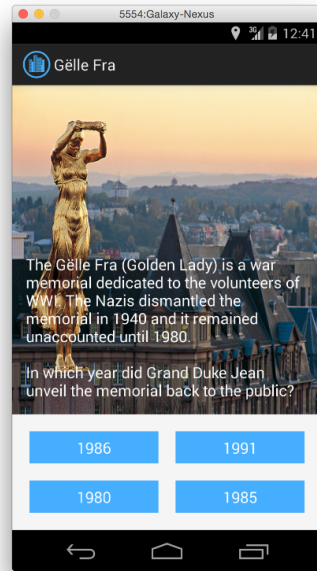 5554:Galaxy-Nexus
3G 12:41
Gëlle Fra
The Gëlle Fra (Golden Lady) is a war
memorial dedicated to the volunteers of
WWI. The Nazis dismantled the
memorial in 1940 and it remained
unaccounted until 1980.
In which year did Grand Duke Jean
unveil the memorial back to the public?
1986 1991
1980 1985